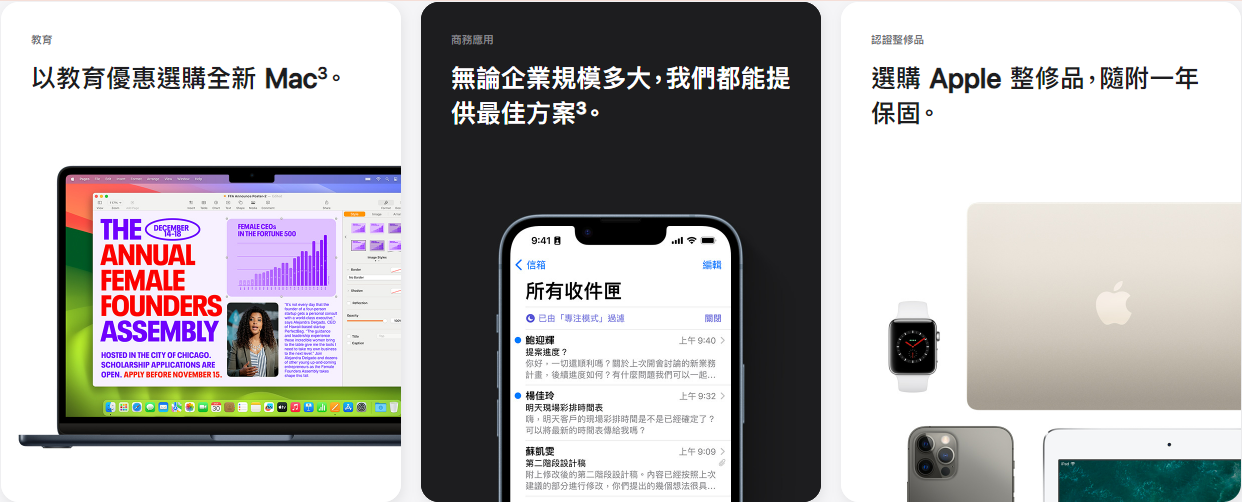 教育
以教育優惠選購全新 Mac³。
THE
DECEMBER
14-18
ANNUAL
FEMALE
FOUNDERS
ASSEMBLY
HOSTED IN THE CITY OF CHICAGO.
SCHOLARSHIP APPLICATIONS ARE
OPEN. APPLY BEFORE NOVEMBER 15.
FEMALE CEOs
IN THE FORTUNE 500
商務應用
無論企業規模多大，我們都能提
供最佳方案³。
9:41
信箱
編輯
所有收件匣
已由「專注模式」過濾
關閉
鮑迎輝
上午 9:40
提案進度？
你好，一切還順利嗎？關於上次開會討論的新業務
計畫，後續進度如何？有什麼問題我們可以一起...
楊佳玲
上午 9:32
明天現場彩排時間表
嗨，明天客戶的現場彩排時間是不是已經確定了？
可以將最新的時間表傳給我嗎？
蘇凱雯
上午 9:09
第二階段設計稿
附上修改後的第二階段設計稿。內容已經按照上次
建議的部分進行修改，你們提出的幾個想法很具...
認證整修品
選購 Apple 整修品，隨附一年
保固。
iPad